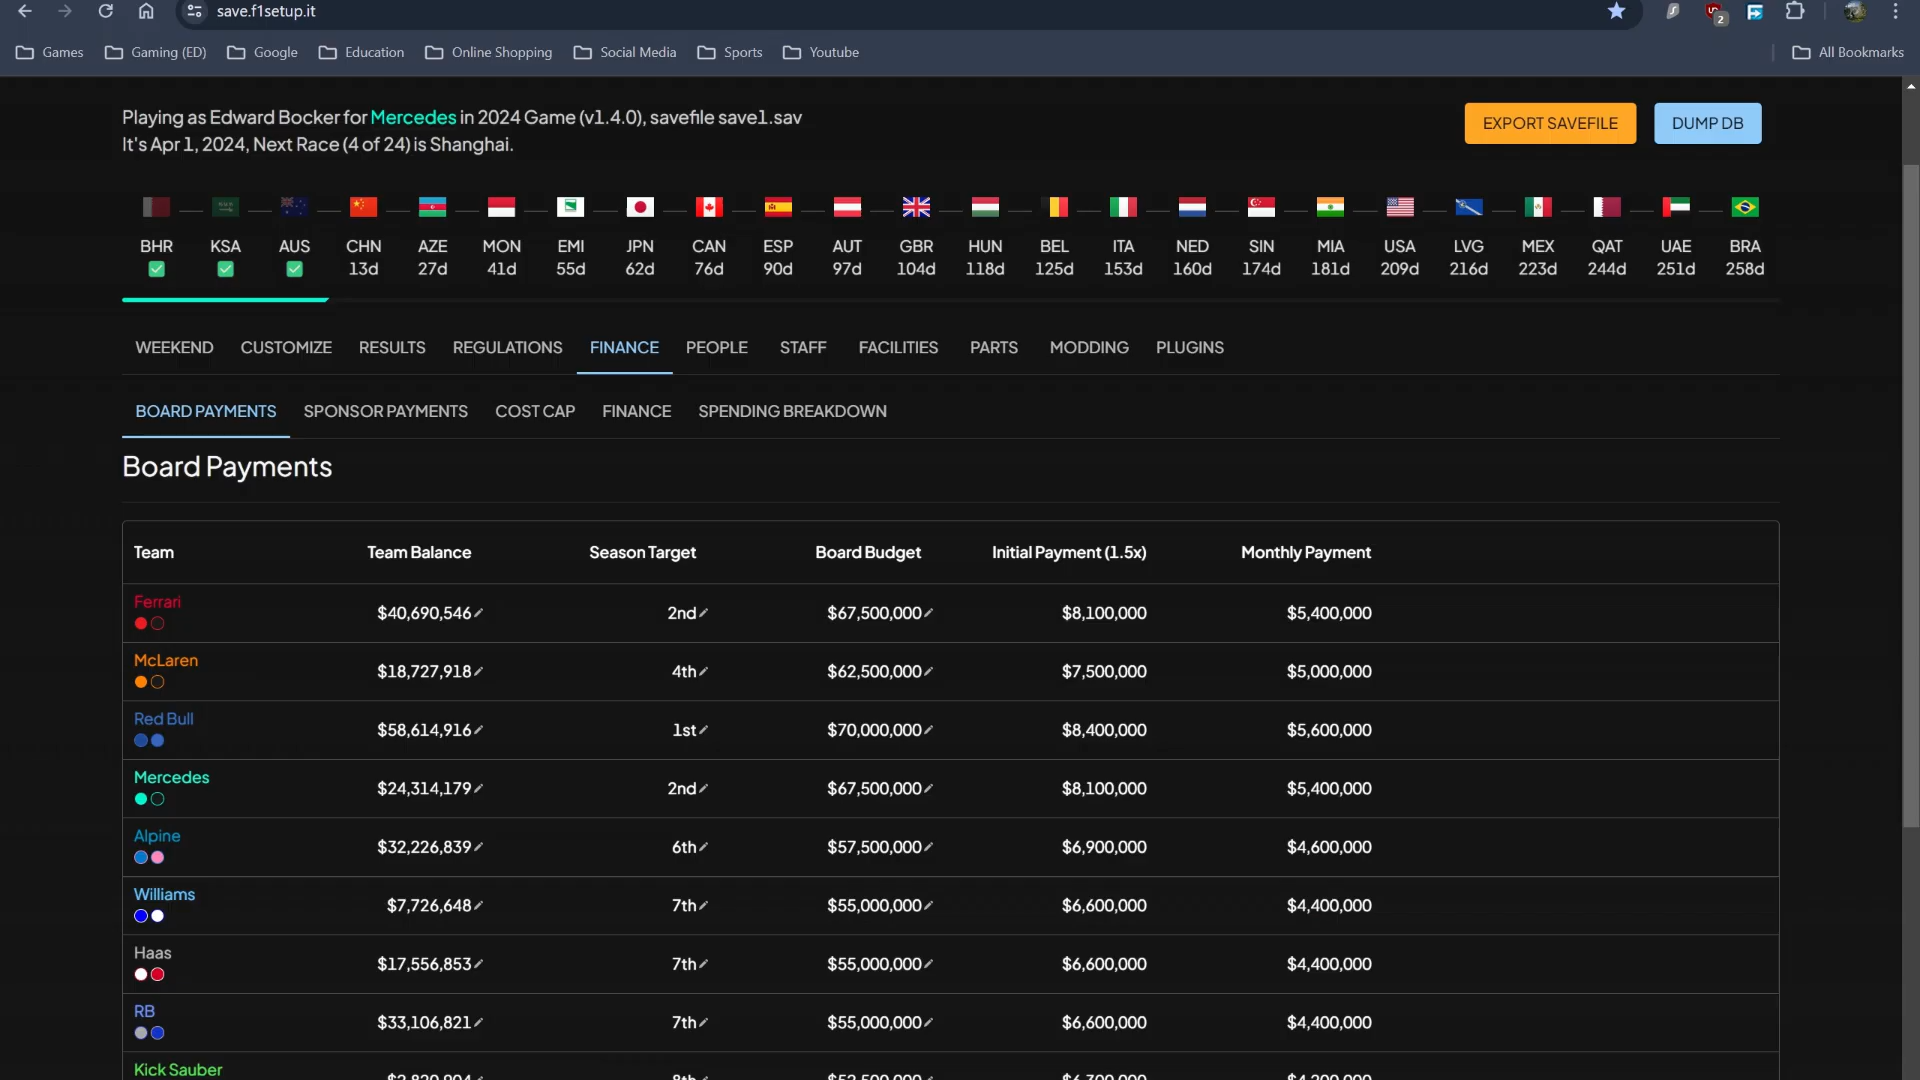 save.f1setup.it
2
Games Gaming (ED) Google Education Online Shopping Social Media Sports Youtube All Bookmarks
Playing as Edward Bocker for Mercedes in 2024 Game (v1.4.0), savefile save1.sav
It's Apr 1, 2024, Next Race (4 of 24) is Shanghai.
EXPORT SAVEFILE DUMP DB
BHR KSA AUS CHN AZE MON EMI JPN CAN ESP AUT GBR HUN BEL ITA NED SIN MIA USA LVG MEX QAT UAE BRA
13d 27d 41d 55d 62d 76d 90d 97d 104d 118d 125d 153d 160d 174d 181d 209d 216d 223d 244d 251d 258d
WEEKEND CUSTOMIZE RESULTS REGULATIONS FINANCE PEOPLE STAFF FACILITIES PARTS MODDING PLUGINS
BOARD PAYMENTS SPONSOR PAYMENTS COST CAP FINANCE SPENDING BREAKDOWN
Board Payments
Team Team Balance Season Target Board Budget Initial Payment (1.5x) Monthly Payment
Ferrari $40,690,546 2nd $67,500,000 $8,100,000 $5,400,000
McLaren $18,727,918 4th $62,500,000 $7,500,000 $5,000,000
Red Bull $58,614,916 1st $70,000,000 $8,400,000 $5,600,000
Mercedes $24,314,179 2nd $67,500,000 $8,100,000 $5,400,000
Alpine $32,226,839 6th $57,500,000 $6,900,000 $4,600,000
Williams $7,726,648 7th $55,000,000 $6,600,000 $4,400,000
Haas $17,556,853 7th $55,000,000 $6,600,000 $4,400,000
RB $33,106,821 7th $55,000,000 $6,600,000 $4,400,000
Kick Sauber